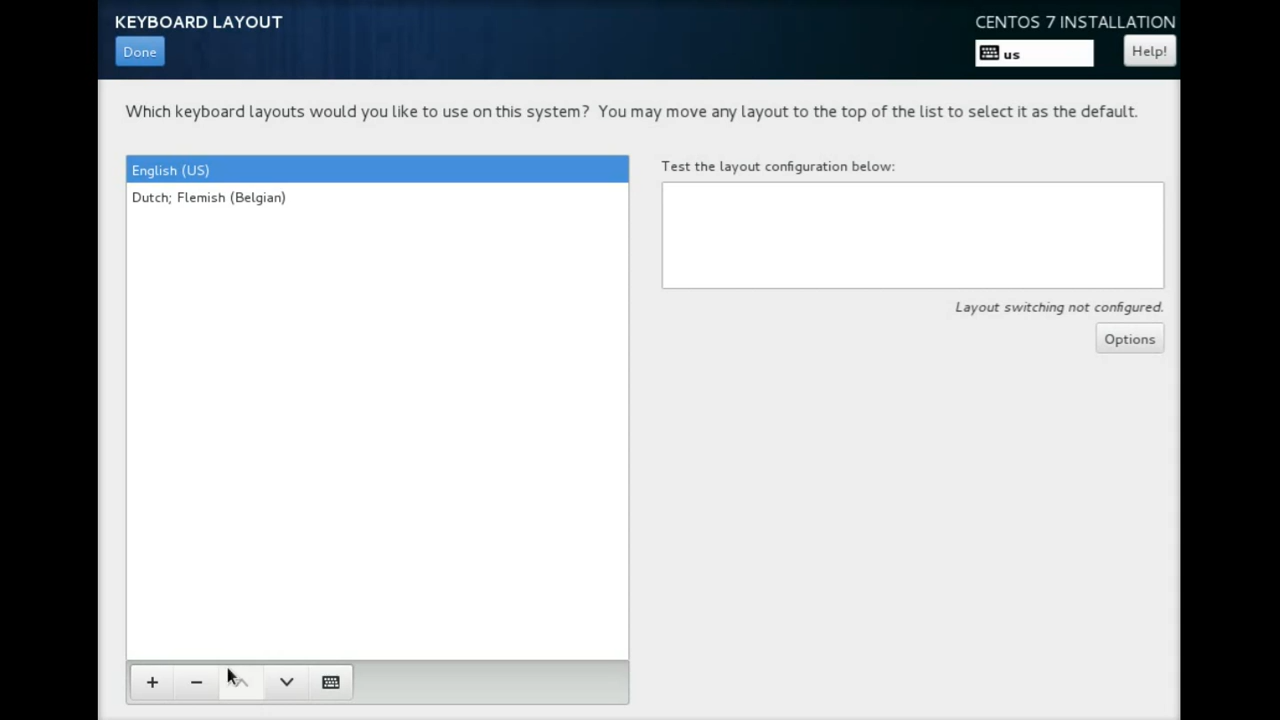 KEYBOARD LAYOUT
CENTOS 7 INSTALLATION
Done
us
Help!
Which keyboard layouts would you like to use on this system? You may move any layout to the top of the list to select it as the default.
English (US)
Dutch; Flemish (Belgian)
Test the layout configuration below:
Layout switching not configured.
Options